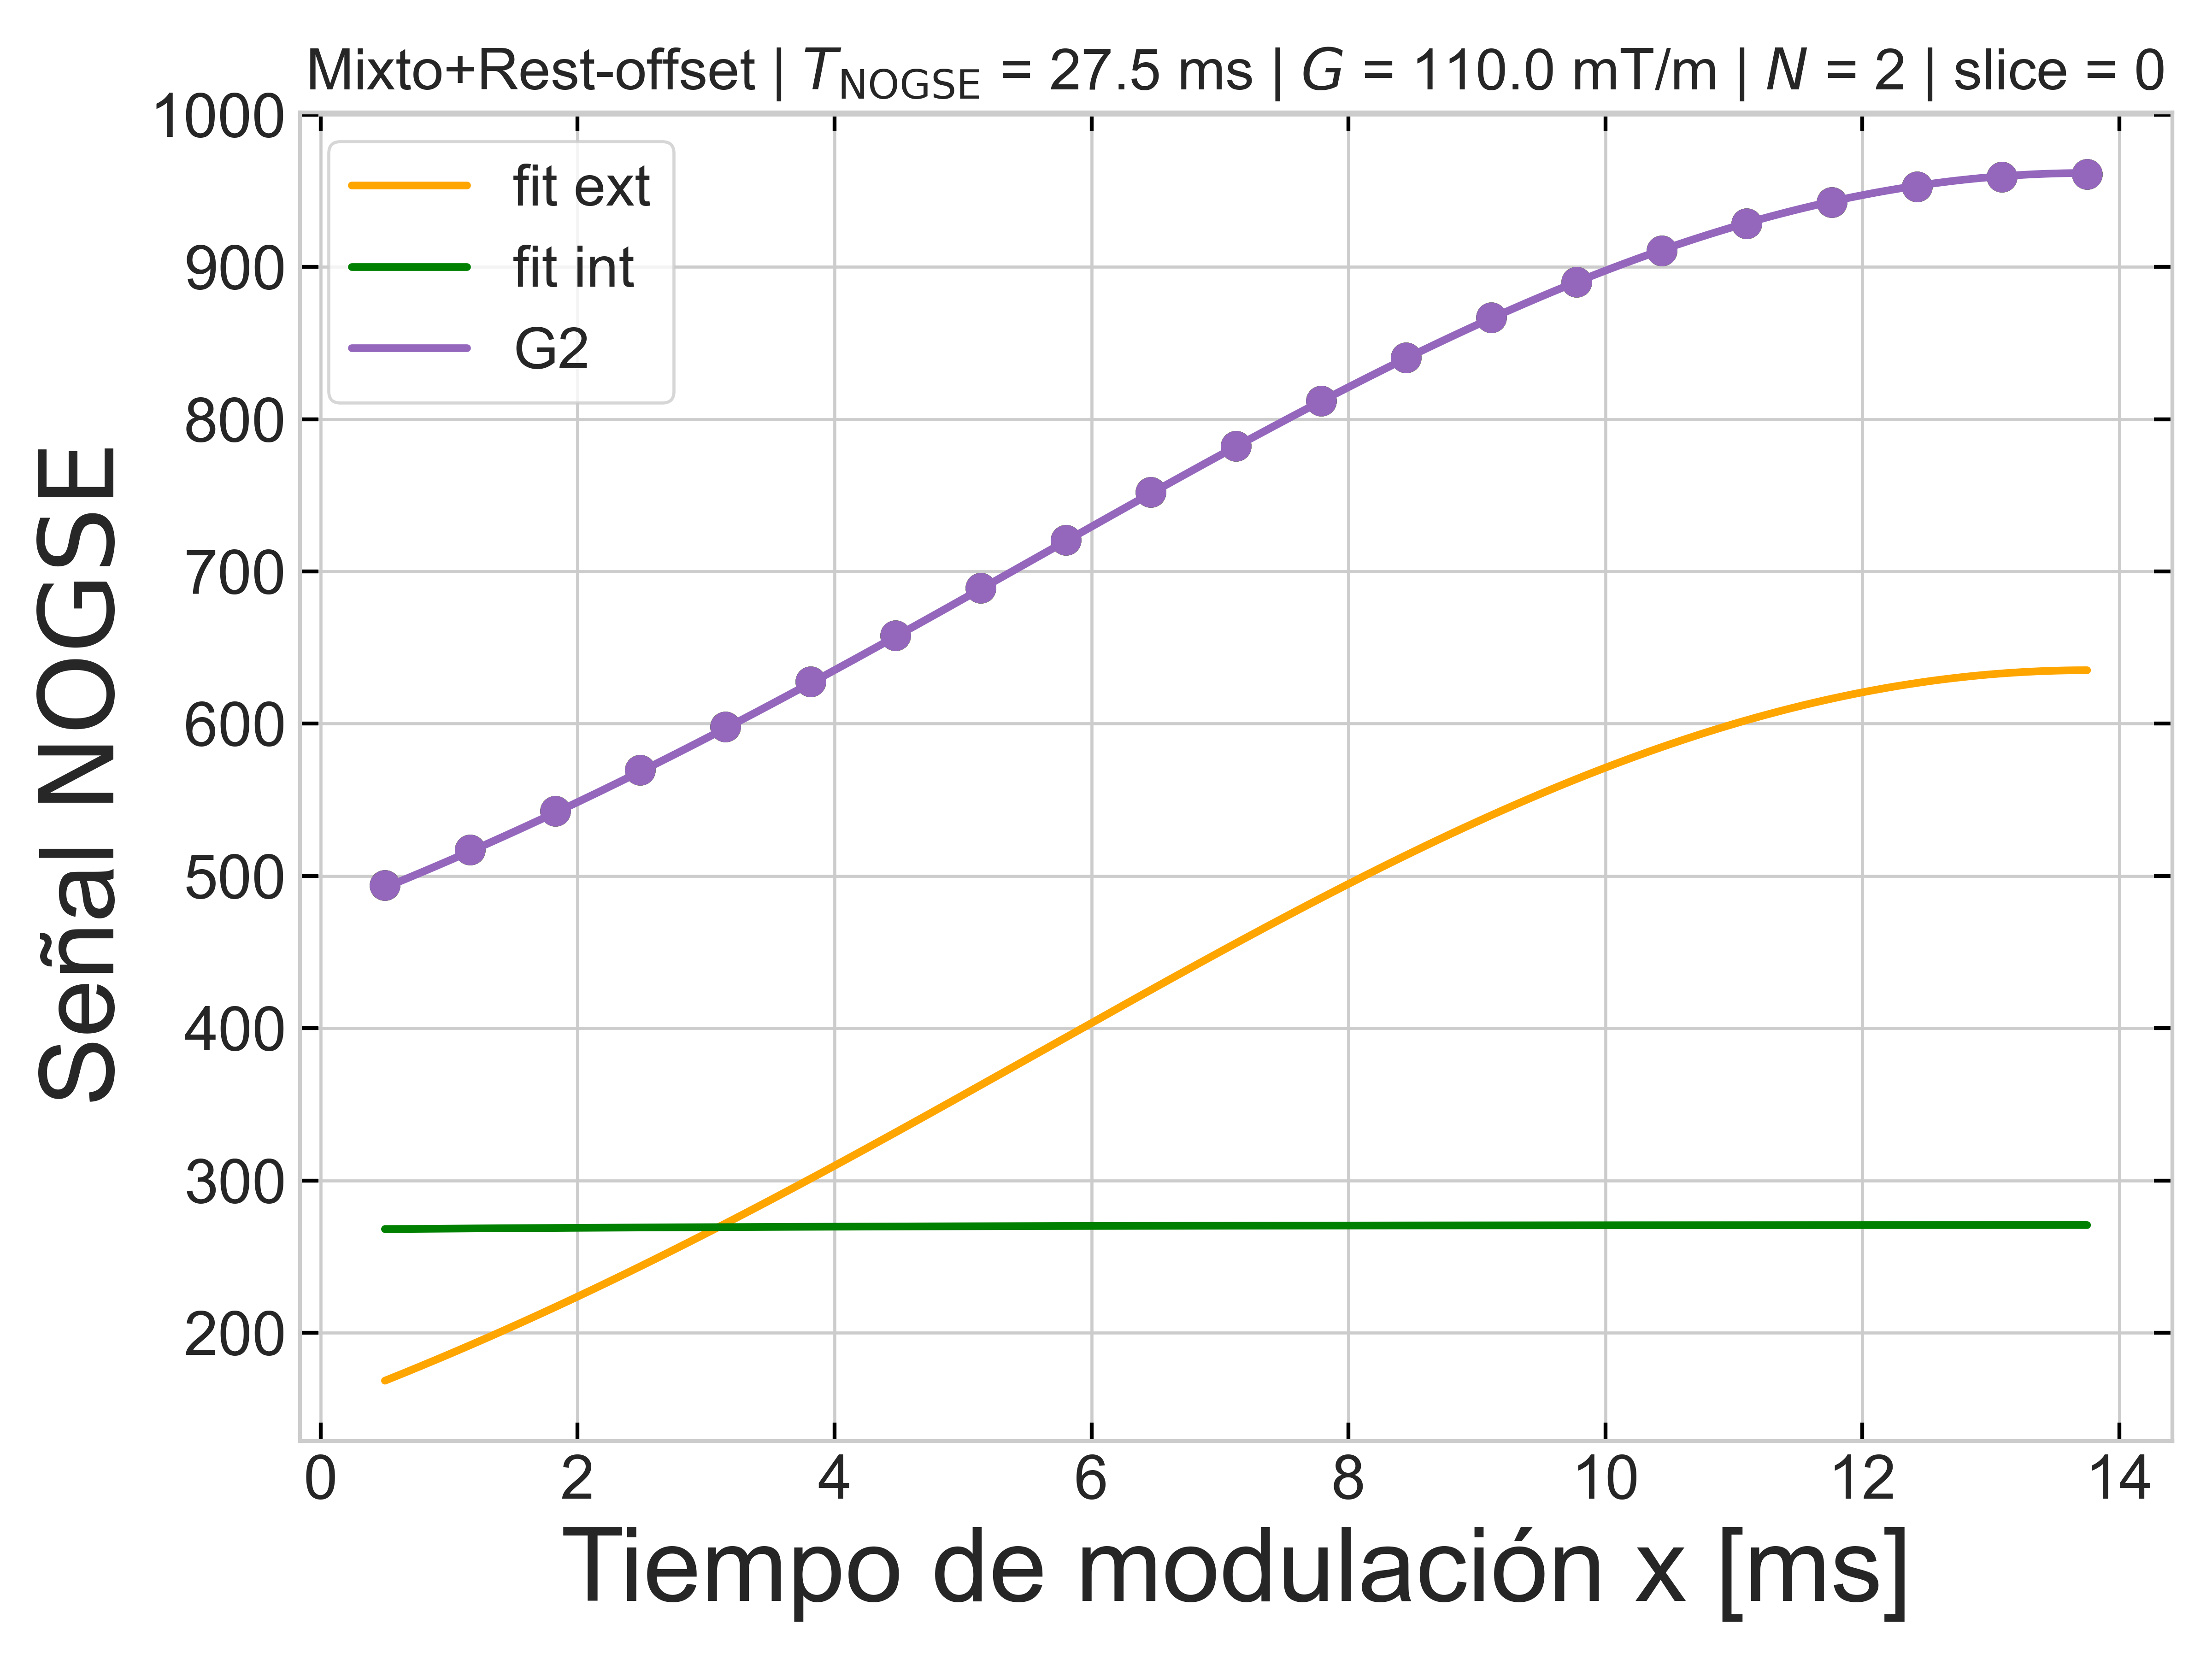 Mixto+Rest-offset | T_NOGSE = 27.5 ms | G = 110.0 mT/m | N = 2 | slice = 0
fit ext
fit int
G2
Señal NOGSE
1000
900
800
700
600
500
400
300
200
0 2 4 6 8 10 12 14
Tiempo de modulación x [ms]